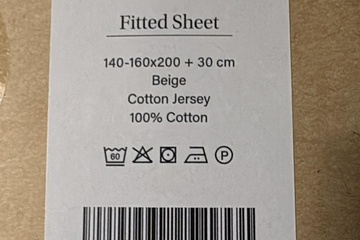 Fitted Sheet
140-160x200 + 30 cm
Beige
Cotton Jersey
100% Cotton
60 P